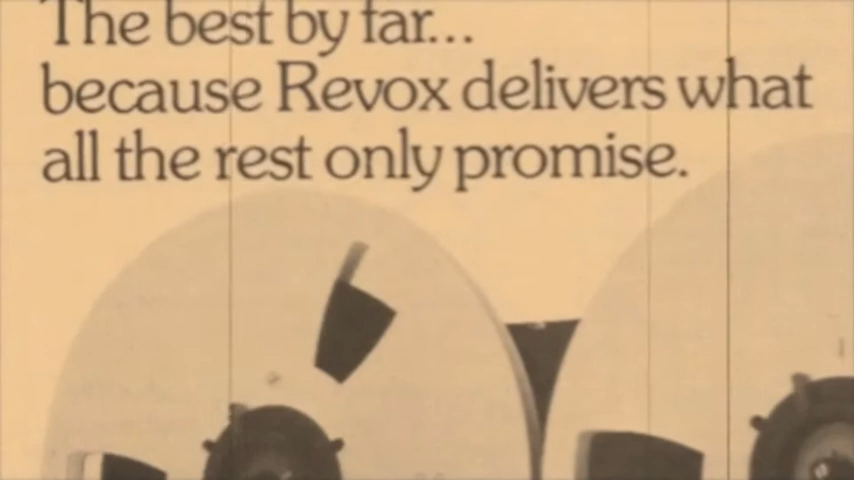 The best by far...
because Revox delivers what
all the rest only promise.